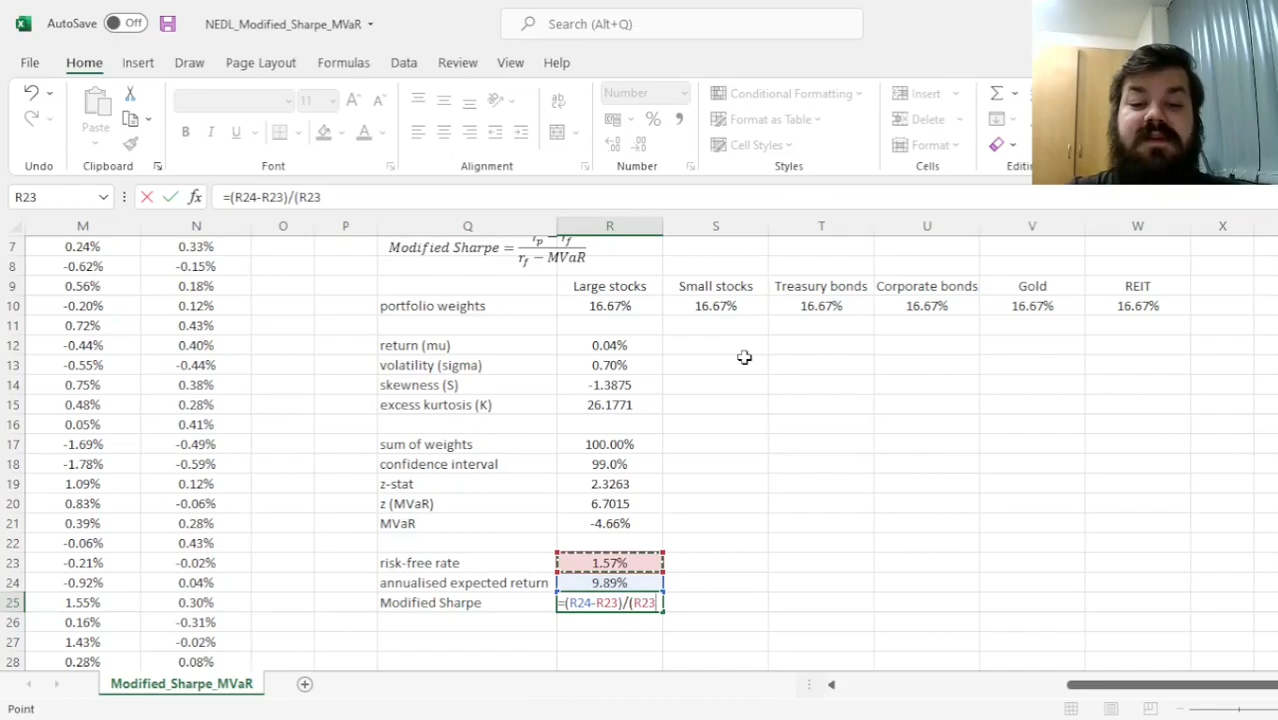 AutoSave Off NEDL_Modified_Sharpe_MVaR Search (Alt+Q)
File Home Insert Draw Page Layout Formulas Data Review View Help
11 A A Number Conditional Formatting Insert
Paste B I U Format as Table Delete
Cell Styles Format
Undo Clipboard Font Alignment Number Styles Cells Editin
R23 fx =(R24-R23)/(R23
M N O P Q R S T U V W X
7 0.24% 0.33% Modified Sharpe = rp − rf / rf − MVaR
8 -0.62% -0.15%
9 0.56% 0.18% Large stocks Small stocks Treasury bonds Corporate bonds Gold REIT
10 -0.20% 0.12% portfolio weights 16.67% 16.67% 16.67% 16.67% 16.67% 16.67%
11 0.72% 0.43%
12 -0.44% 0.40% return (mu) 0.04%
13 -0.55% -0.44% volatility (sigma) 0.70%
14 0.75% 0.38% skewness (S) -1.3875
15 0.48% 0.28% excess kurtosis (K) 26.1771
16 0.05% 0.41%
17 -1.69% -0.49% sum of weights 100.00%
18 -1.78% -0.59% confidence interval 99.0%
19 1.09% 0.12% z-stat 2.3263
20 0.83% -0.06% z (MVaR) 6.7015
21 0.39% 0.28% MVaR -4.66%
22 -0.06% 0.43%
23 -0.21% -0.02% risk-free rate 1.57%
24 -0.92% 0.04% annualised expected return 9.89%
25 1.55% 0.30% Modified Sharpe =(R24-R23)/(R23
26 0.16% -0.31%
27 1.43% -0.02%
28 0.28% 0.08%
Modified_Sharpe_MVaR
Point